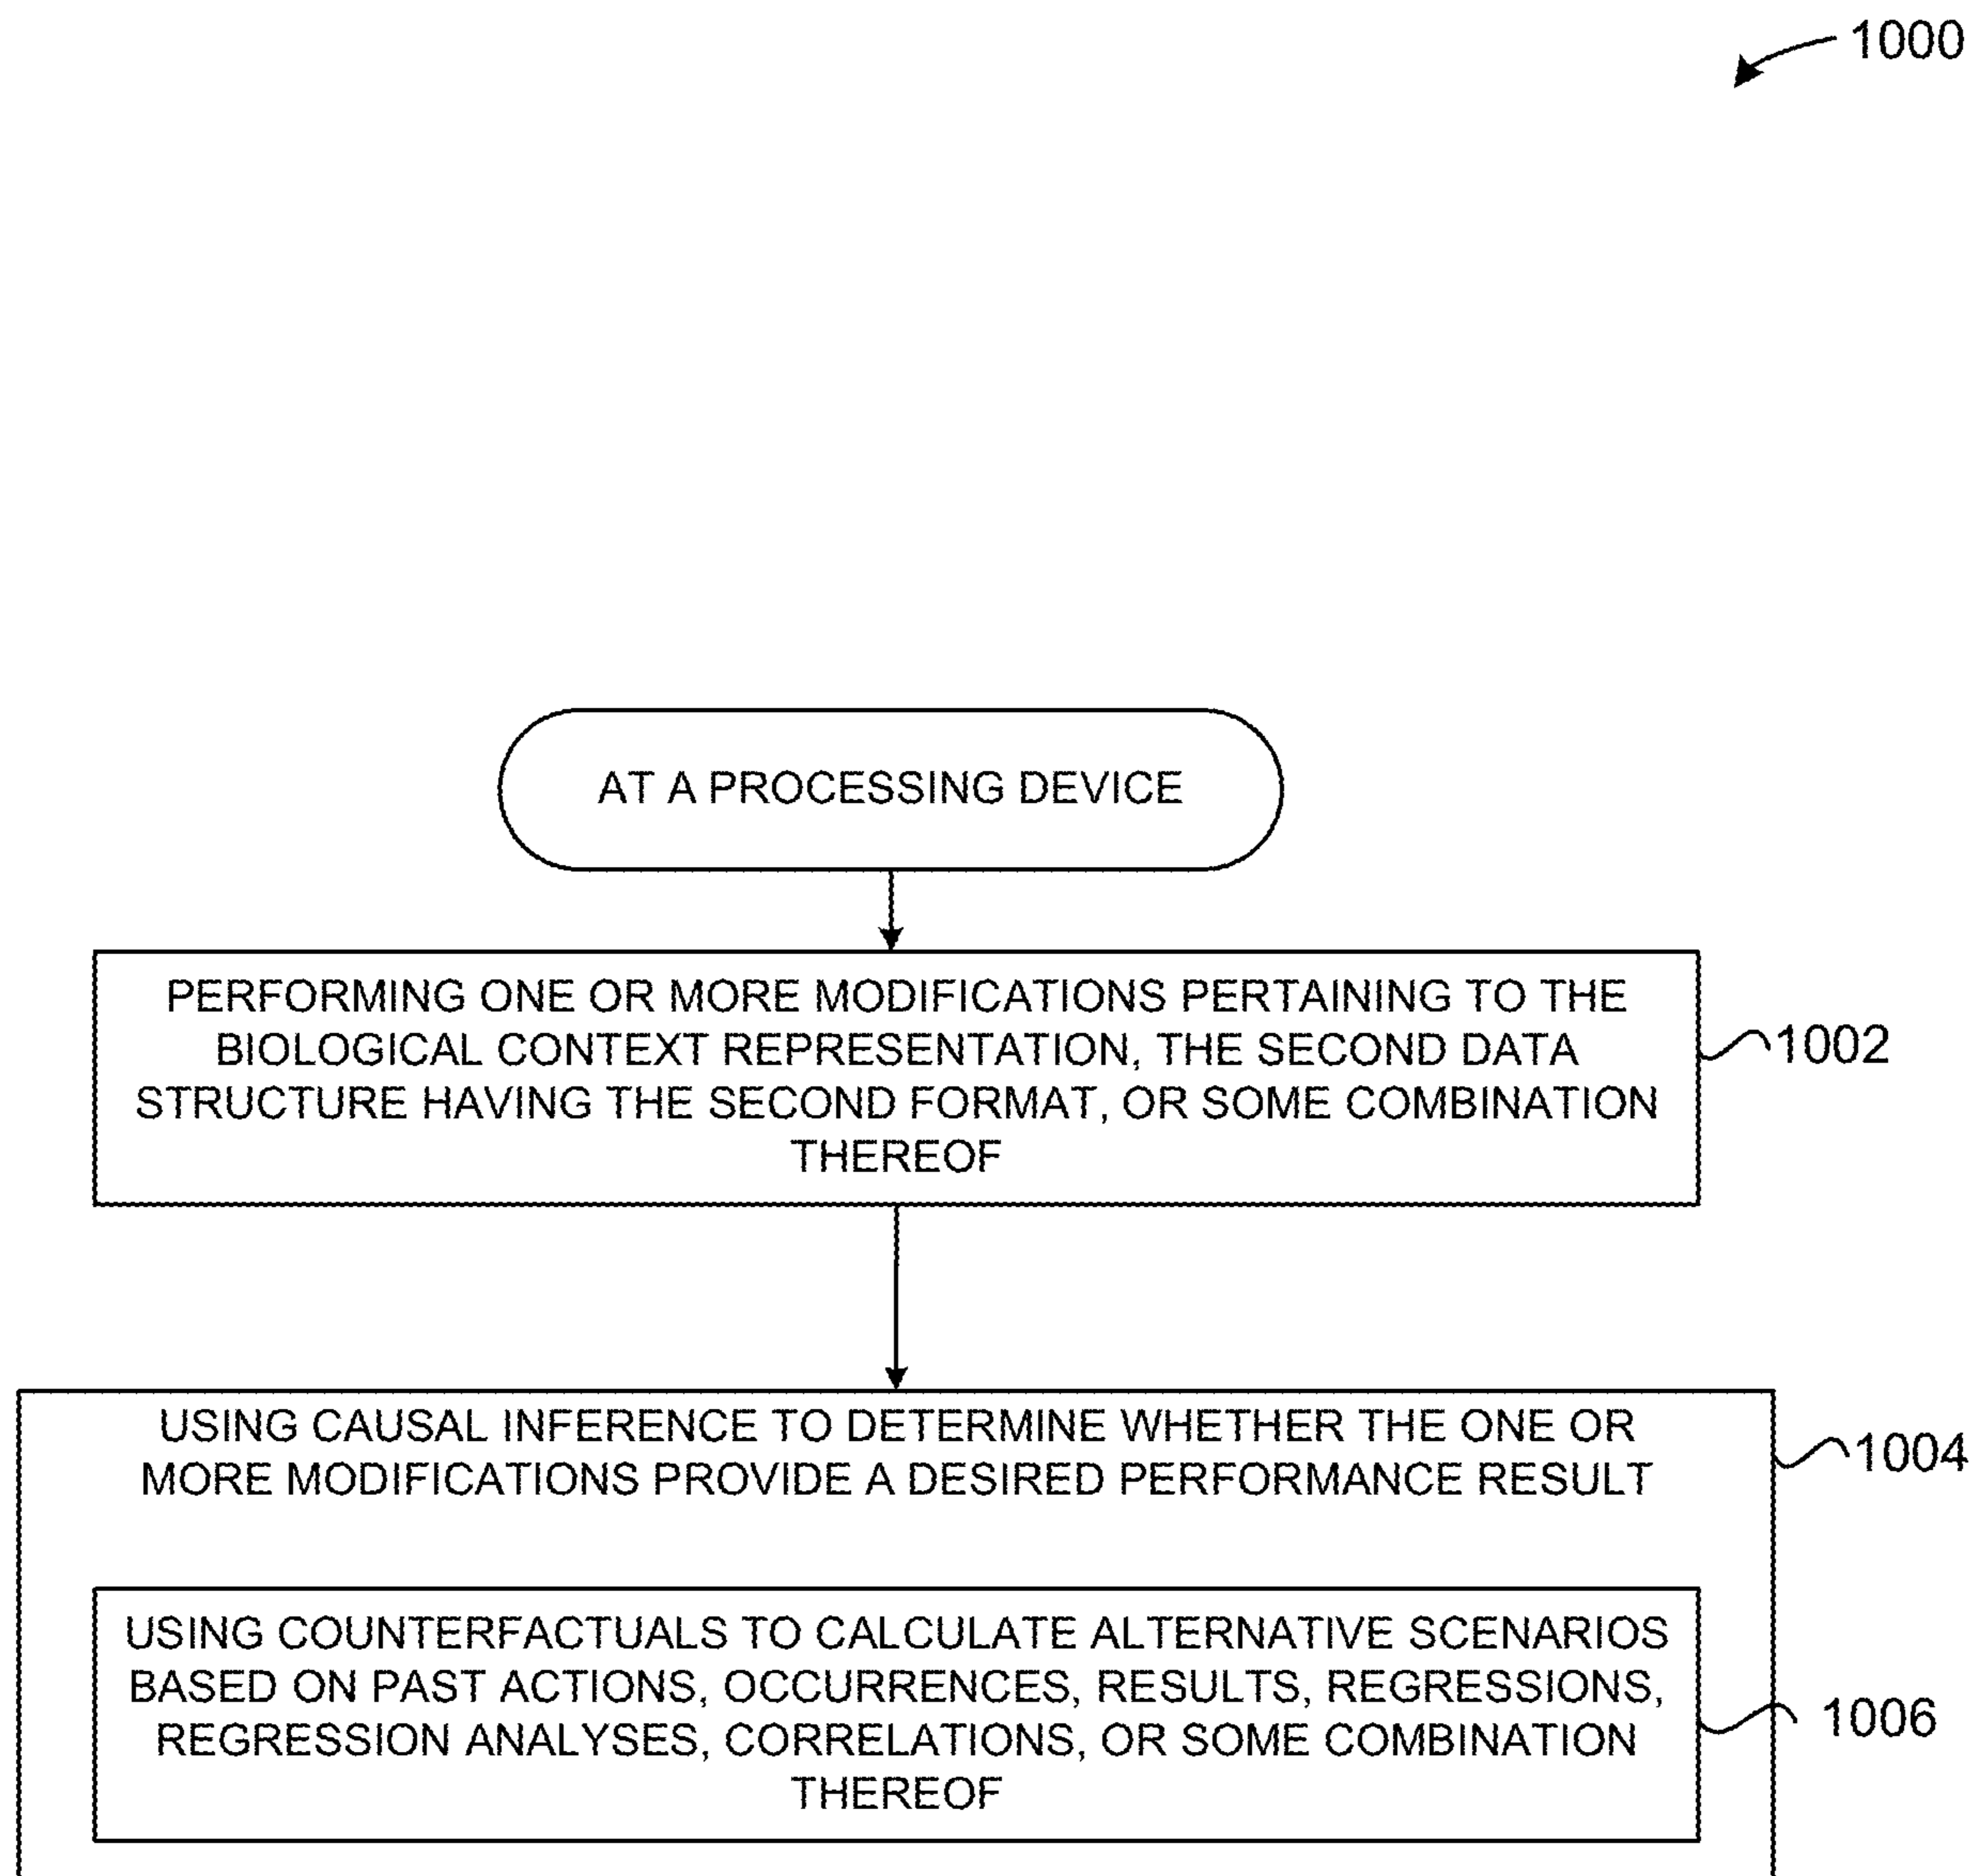 1000
AT A PROCESSING DEVICE
PERFORMING ONE OR MORE MODIFICATIONS PERTAINING TO THE
BIOLOGICAL CONTEXT REPRESENTATION, THE SECOND DATA
STRUCTURE HAVING THE SECOND FORMAT, OR SOME COMBINATION
THEREOF
1002
USING CAUSAL INFERENCE TO DETERMINE WHETHER THE ONE OR
MORE MODIFICATIONS PROVIDE A DESIRED PERFORMANCE RESULT
1004
USING COUNTERFACTUALS TO CALCULATE ALTERNATIVE SCENARIOS
BASED ON PAST ACTIONS, OCCURRENCES, RESULTS, REGRESSIONS,
REGRESSION ANALYSES, CORRELATIONS, OR SOME COMBINATION
THEREOF
1006